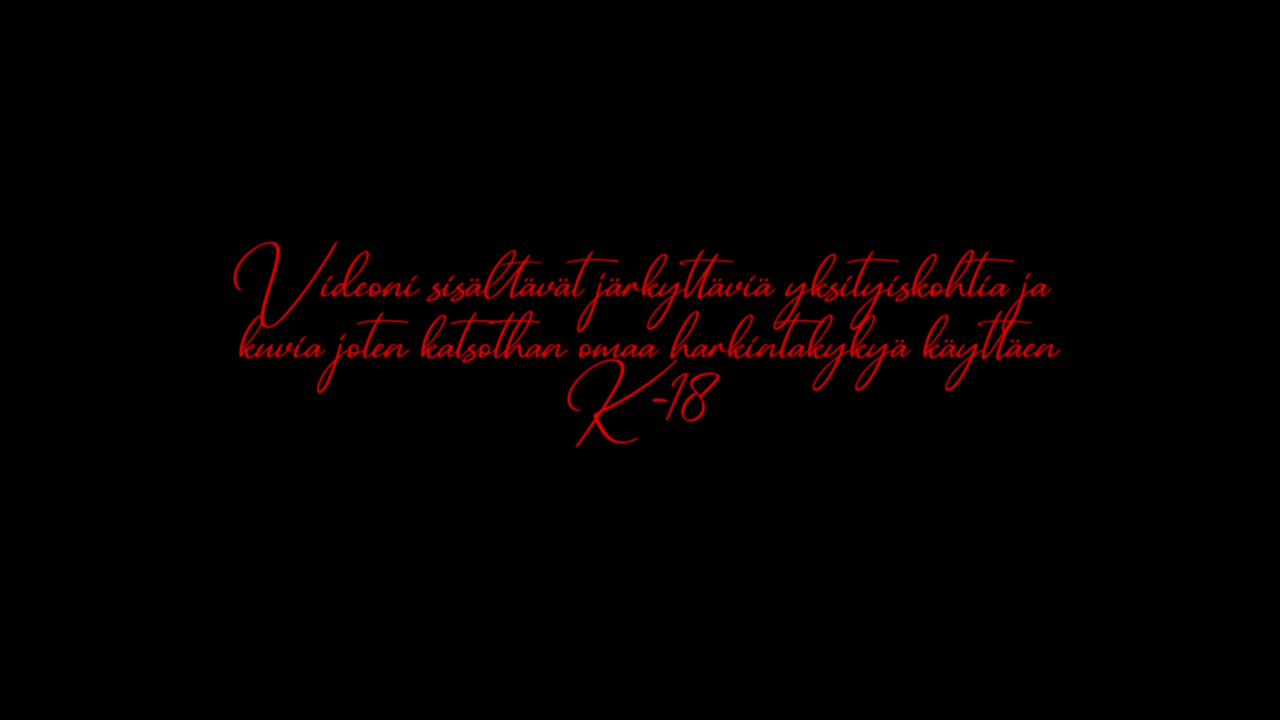 Videoni sisältävät järkyttäviä yksityiskohtia ja
kuvia joten katsothan omaa harkintakykyä käyttäen
K-18